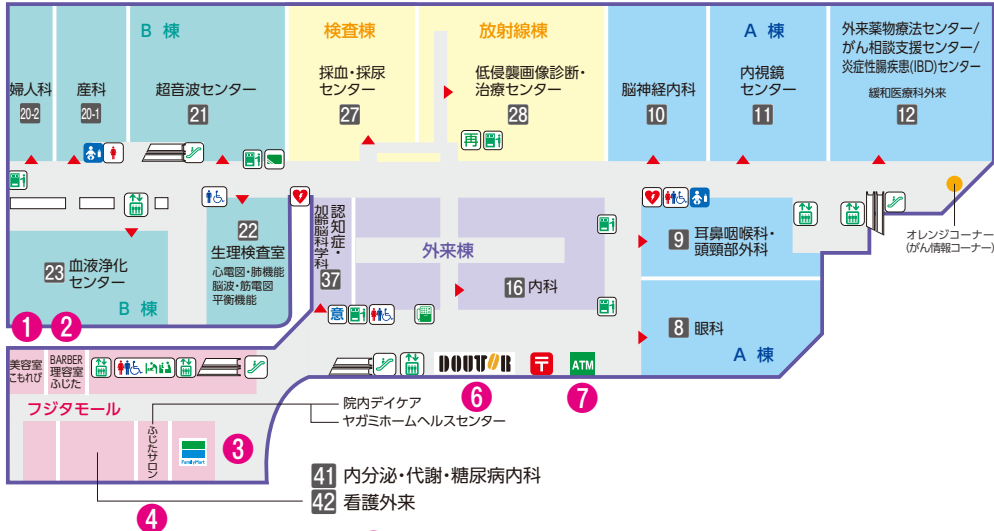 B 棟
検査棟
放射線棟
A 棟
外来薬物療法センター/
がん相談支援センター/
炎症性腸疾患(IBD)センター
緩和医療科外来
12
婦人科
20-2
産科
20-1
超音波センター
21
採血・採尿
センター
27
低侵襲画像診断・
治療センター
28
再
脳神経内科
10
内視鏡
センター
11
オレンジコーナー
(がん情報コーナー)
23 血液浄化
センター
B 棟
22
生理検査室
心電図・肺機能
脳波・筋電図
平衡機能
認知症・
加齢脳科学科
37
外来棟
16 内科
9 耳鼻咽喉科・
頭頸部外科
8 眼科
A 棟
意
1
2
美容室
こもれび
BARBER
理容室
ふじた
DOUTOR
〒
ATM
6
7
フジタモール
院内デイケア
ヤガミホームヘルスセンター
ふじたサロン
FamilyMart
3
41 内分泌・代謝・糖尿病内科
42 看護外来
4